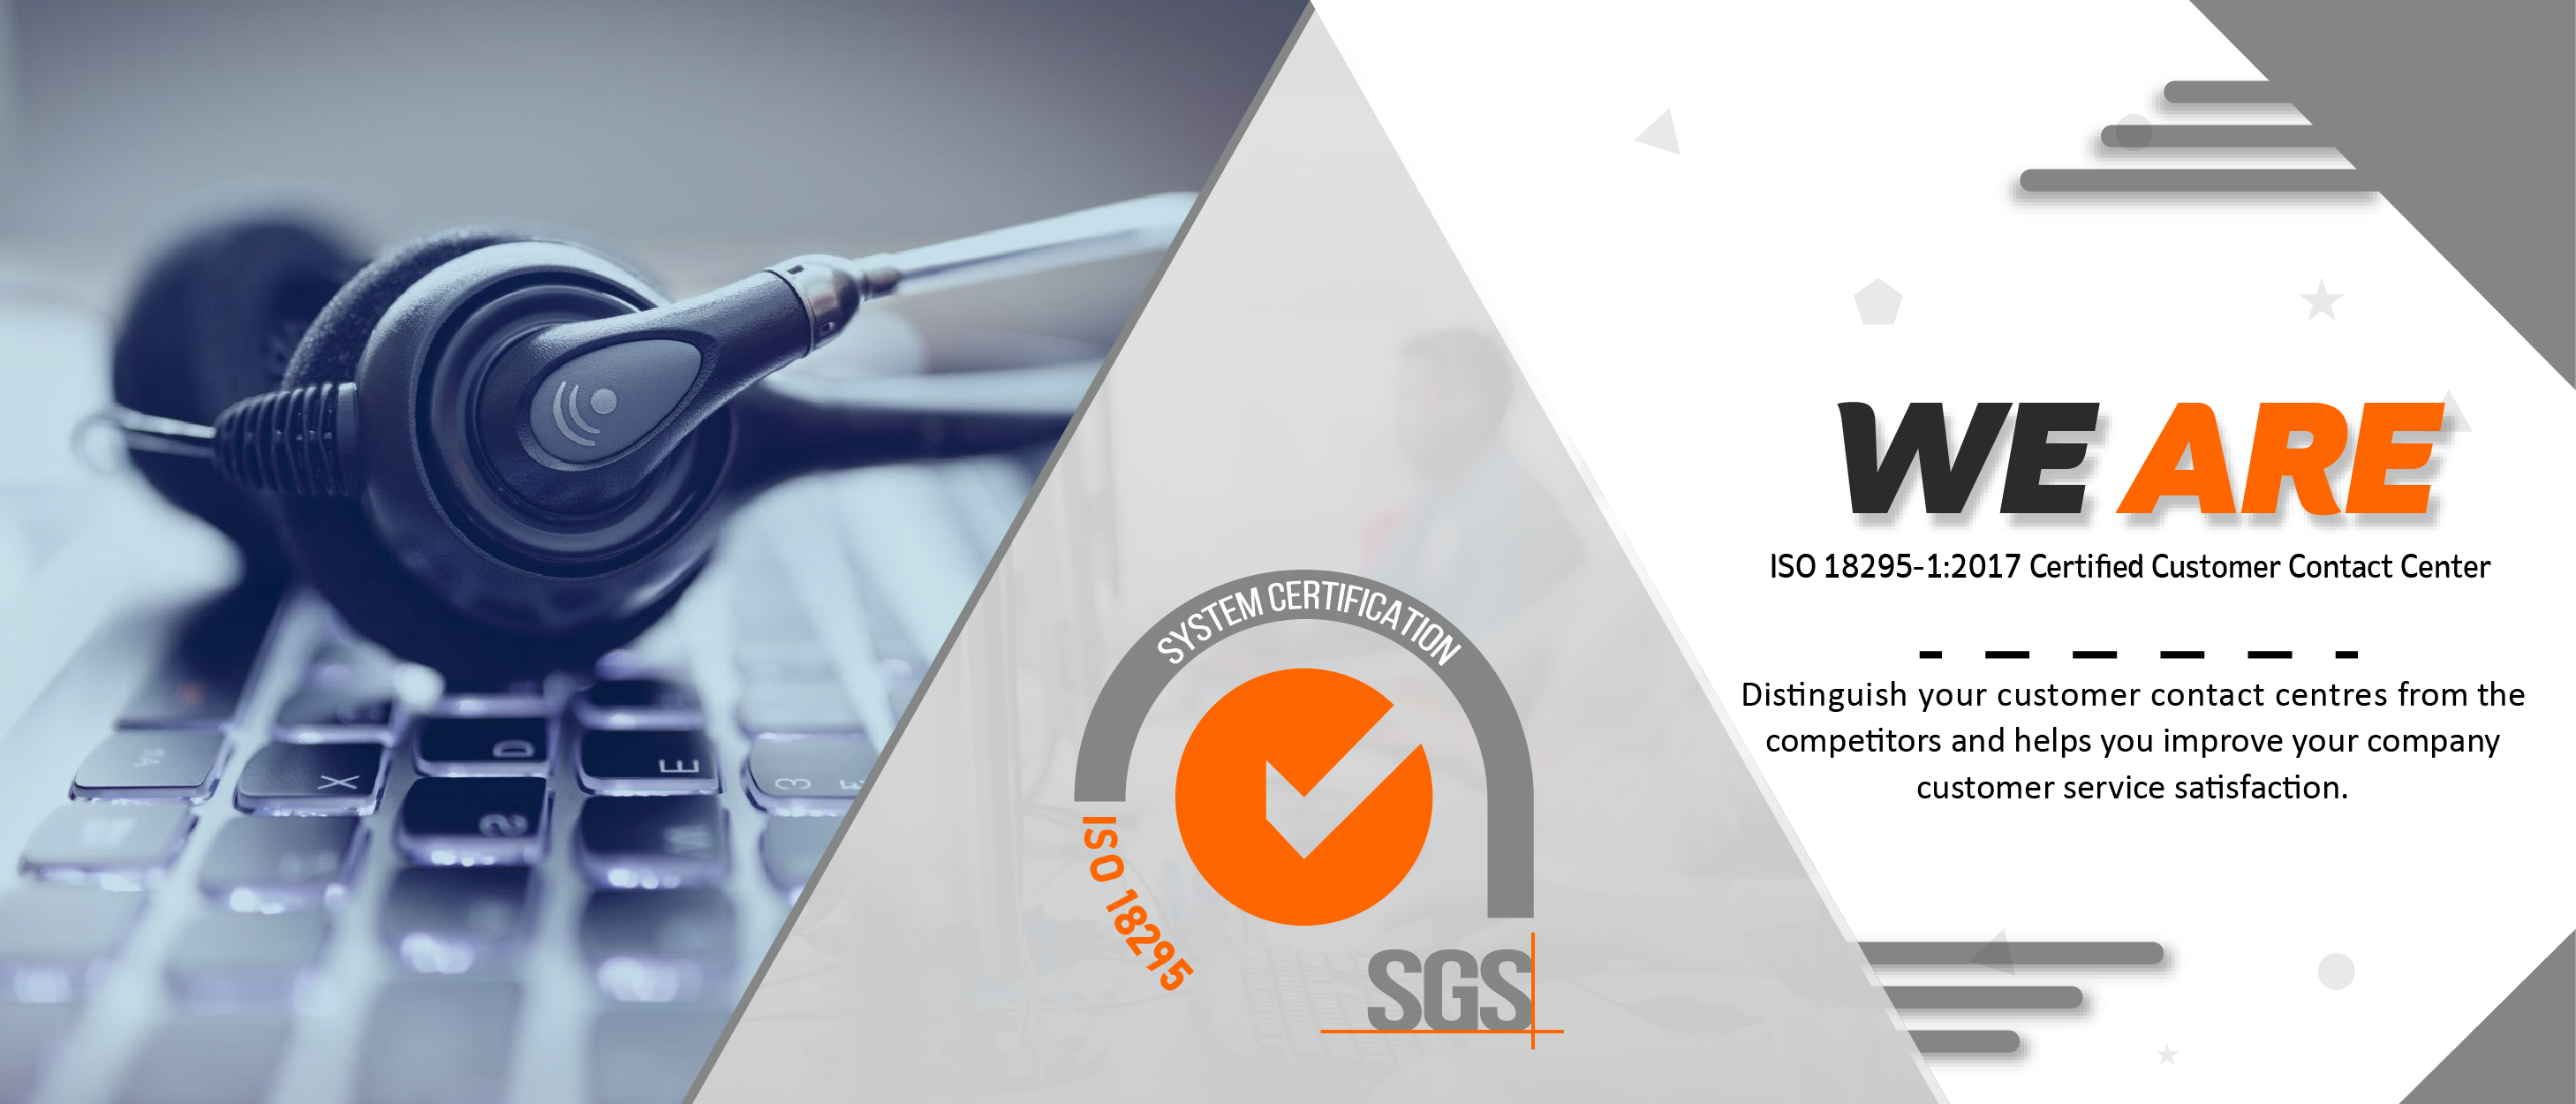 SYSTEM CERTIFICATION
ISO 18295
SGS
WE ARE
ISO 18295-1:2017 Certified Customer Contact Center
Distinguish your customer contact centres from the
competitors and helps you improve your company
customer service satisfaction.
X
D
E
S
3